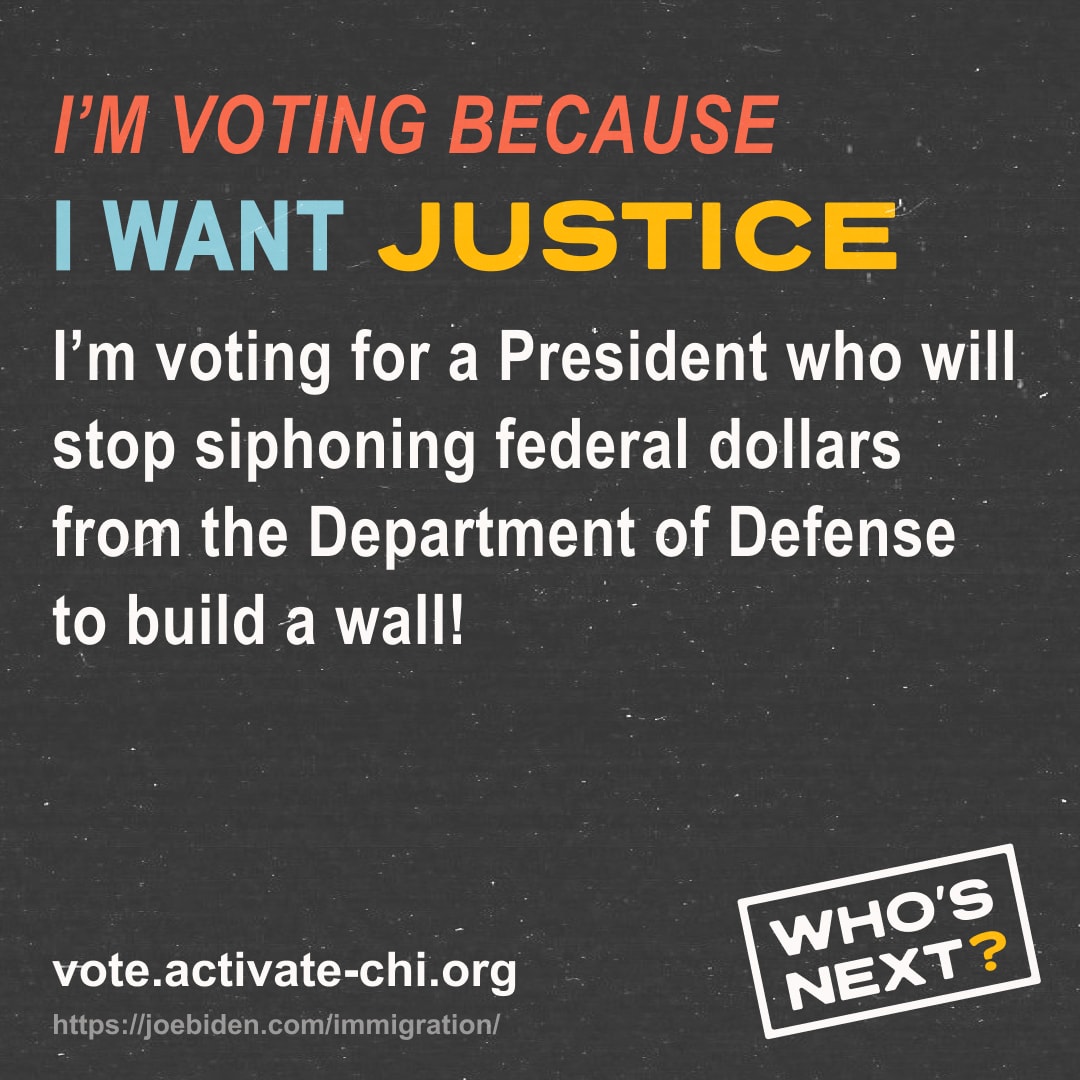 I'M VOTING BECAUSE
I WANT JUSTICE
I'm voting for a President who will
stop siphoning federal dollars
from the Department of Defense
to build a wall!
WHO'S
NEXT?
vote.activate-chi.org
https://joebiden.com/immigration/